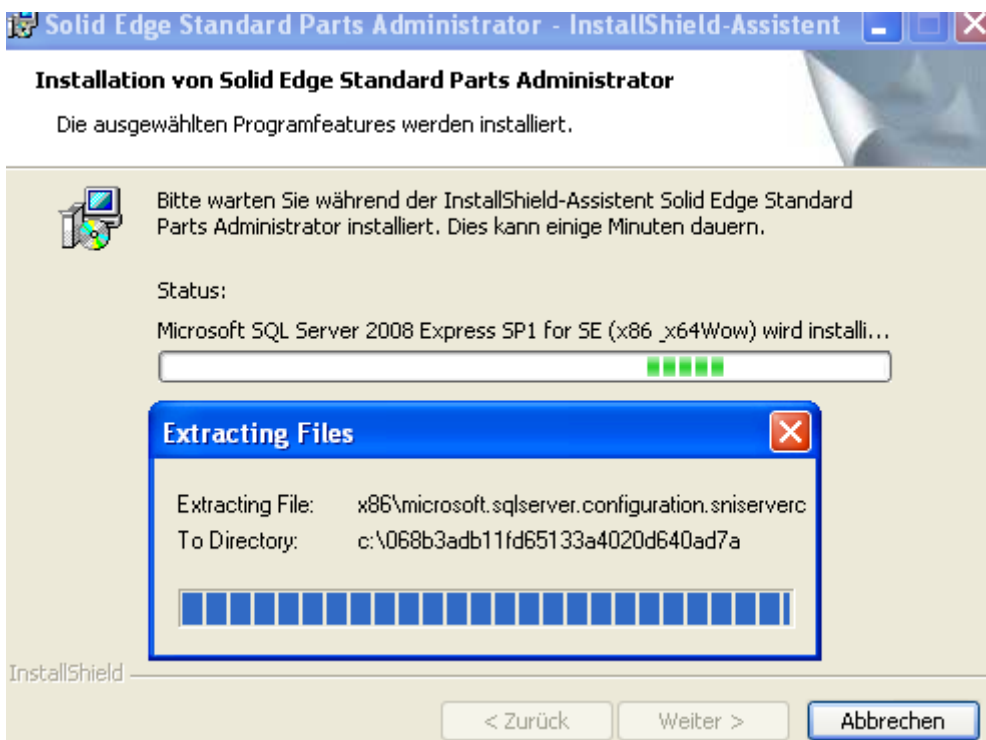 Solid Edge Standard Parts Administrator - InstallShield-Assistent
Installation von Solid Edge Standard Parts Administrator
Die ausgewählten Programfeatures werden installiert.
Bitte warten Sie während der InstallShield-Assistent Solid Edge Standard
Parts Administrator installiert. Dies kann einige Minuten dauern.
Status:
Microsoft SQL Server 2008 Express SP1 for SE (x86 _x64Wow) wird installi...
Extracting Files
Extracting File: x86\microsoft.sqlserver.configuration.sniserverc
To Directory: c:\068b3adb11fd65133a4020d640ad7a
InstallShield
< Zurück
Weiter >
Abbrechen